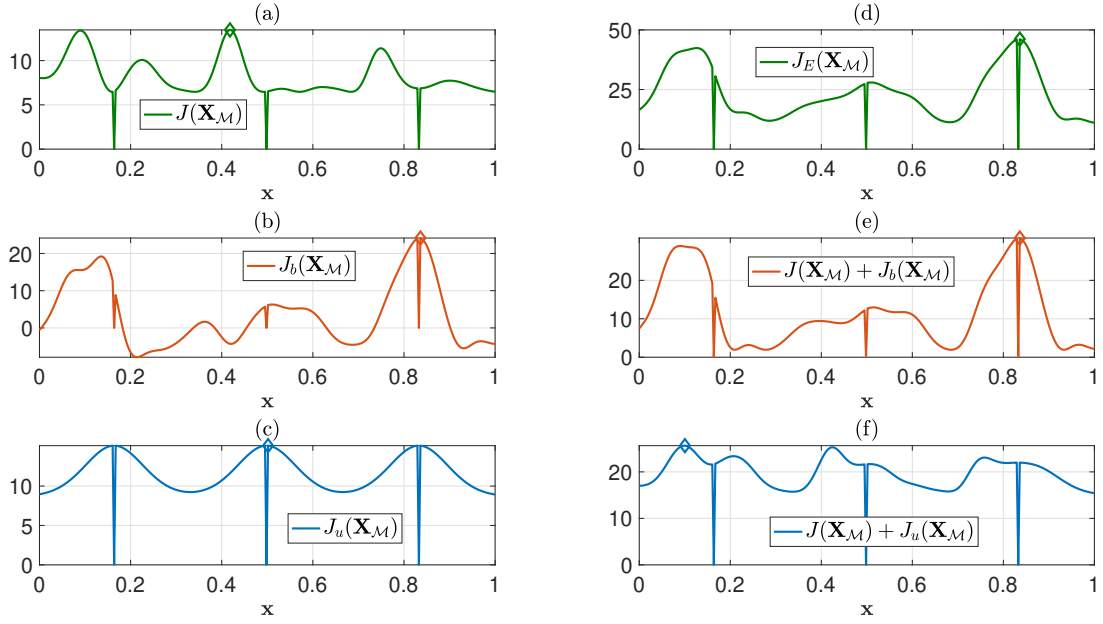 (a)
10
5
0
J(X_M)
0 0.2 0.4 0.6 0.8 1
x
(b)
20
10
0
J_b(X_M)
0 0.2 0.4 0.6 0.8 1
x
(c)
10
5
0
J_u(X_M)
0 0.2 0.4 0.6 0.8 1
x
(d)
50
25
0
J_E(X_M)
0 0.2 0.4 0.6 0.8 1
x
(e)
20
10
0
J(X_M) + J_b(X_M)
0 0.2 0.4 0.6 0.8 1
x
(f)
20
10
0
J(X_M) + J_u(X_M)
0 0.2 0.4 0.6 0.8 1
x